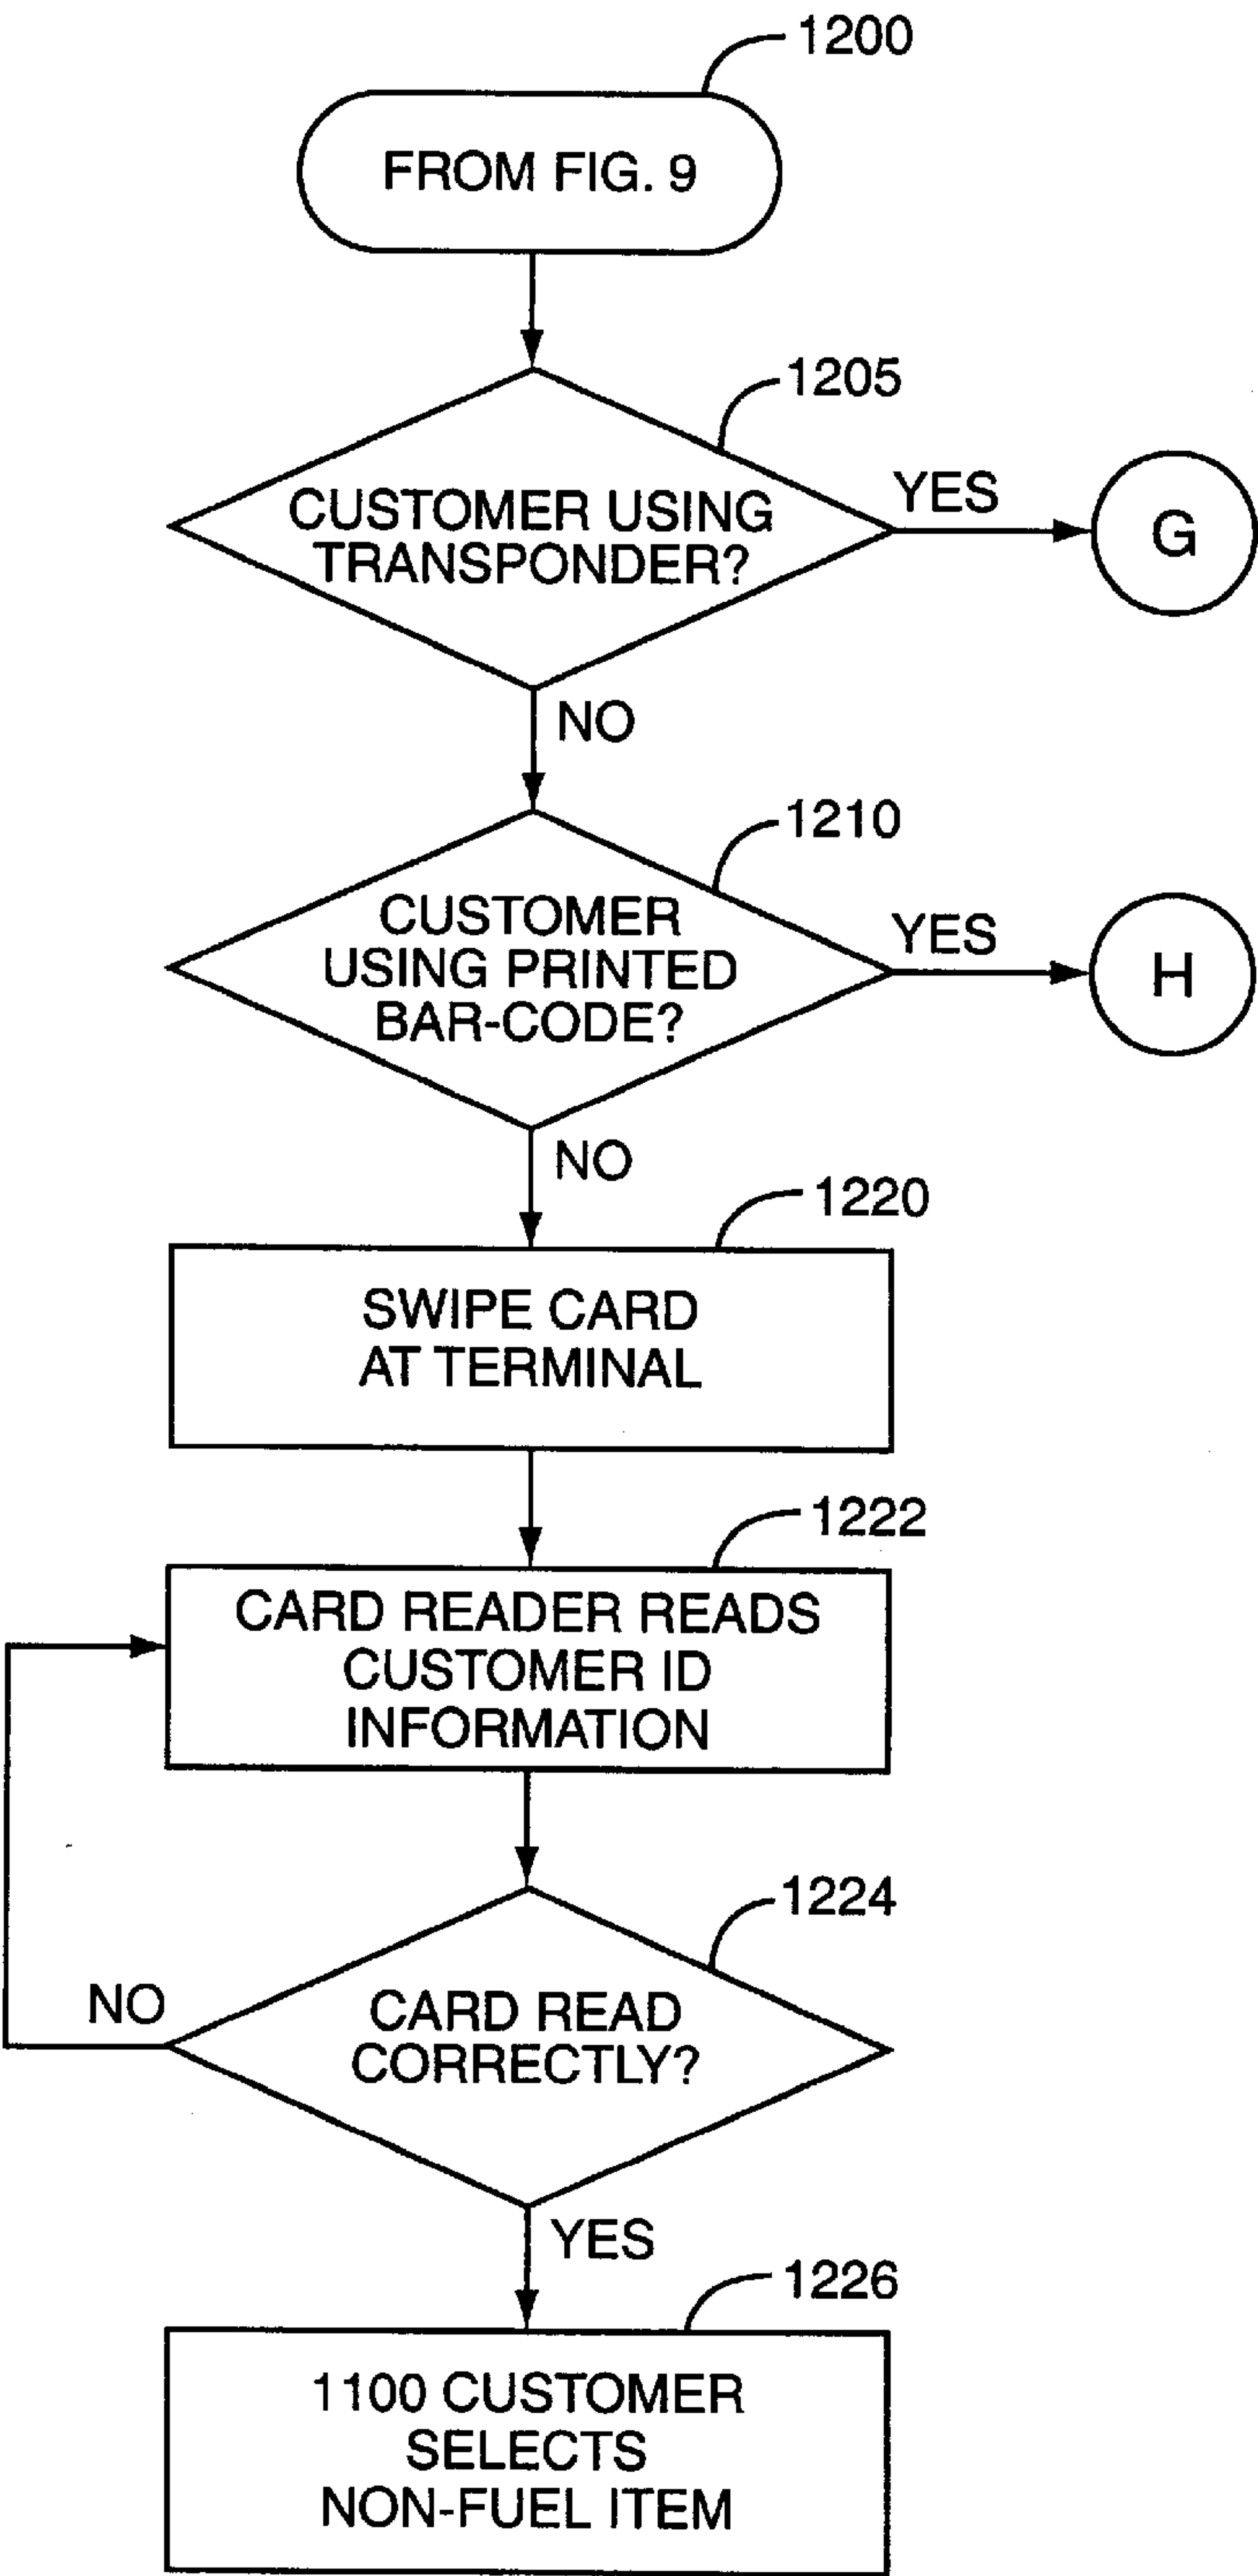 1200
FROM FIG. 9
1205
CUSTOMER USING
TRANSPONDER?
YES
G
NO
1210
CUSTOMER
USING PRINTED
BAR-CODE?
YES
H
NO
1220
SWIPE CARD
AT TERMINAL
1222
CARD READER READS
CUSTOMER ID
INFORMATION
1224
NO
CARD READ
CORRECTLY?
YES
1226
1100 CUSTOMER
SELECTS
NON-FUEL ITEM